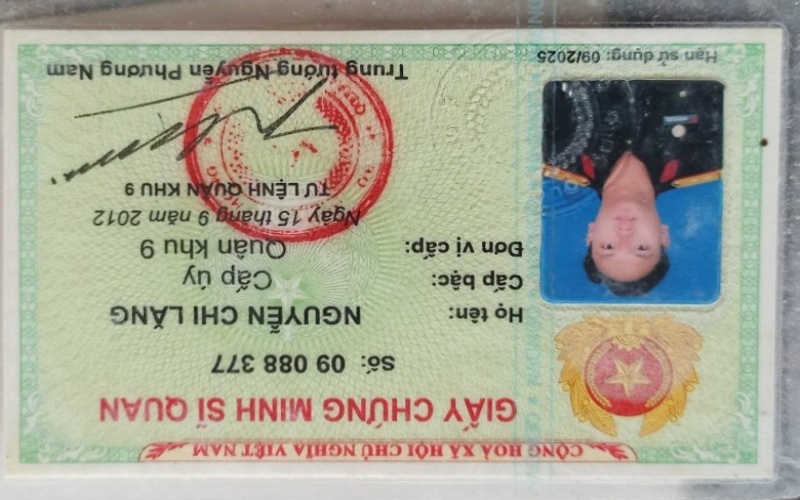 CỘNG HOÀ XÃ HỘI CHỦ NGHĨA VIỆT NAM
GIẤY CHỨNG MINH SĨ QUAN
Số: 09 088 377
Họ tên: NGUYỄN CHI LĂNG
Cấp bậc: Cấp úy
Đơn vị cấp: Quân khu 9
Ngày 15 tháng 9 năm 2012
TƯ LỆNH QUÂN KHU 9
Trung tướng Nguyễn Phương Nam
Hạn sử dụng: 09/2025